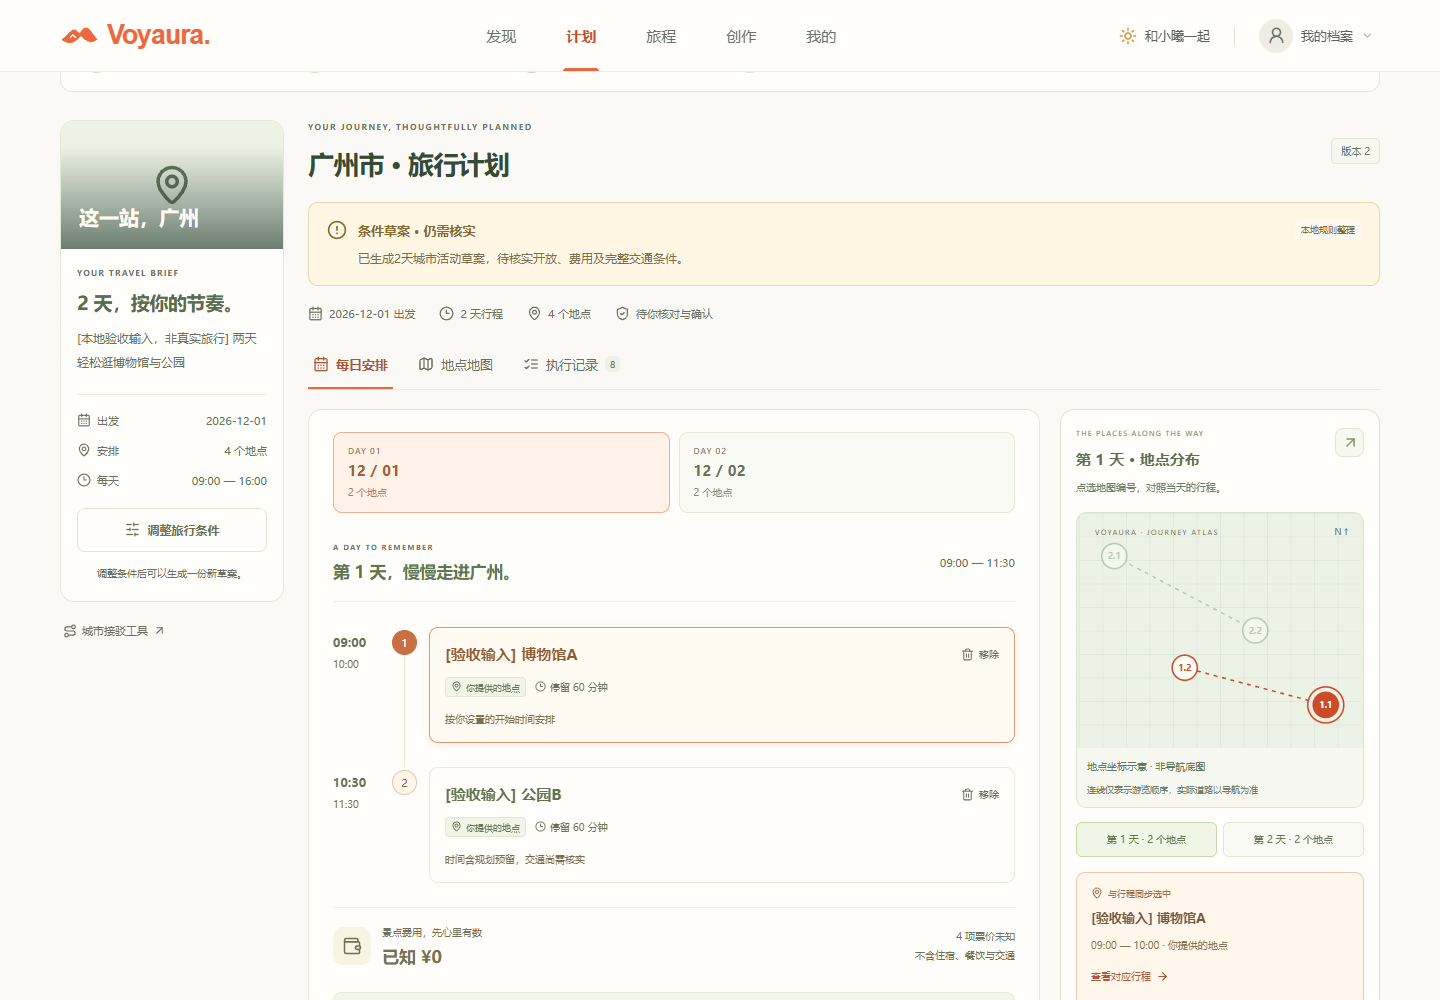 Voyaura.
发现
计划
旅程
创作
我的
和小曦一起
我的档案
这一站，广州
YOUR TRAVEL BRIEF
2 天，按你的节奏。
[本地验收输入，非真实旅行] 两天
轻松逛博物馆与公园
出发 2026-12-01
安排 4 个地点
每天 09:00 — 16:00
调整旅行条件
调整条件后可以生成一份新草案。
城市接驳工具
YOUR JOURNEY, THOUGHTFULLY PLANNED
广州市 • 旅行计划
版本 2
条件草案 • 仍需核实
本地规则整理
已生成2天城市活动草案，待核实开放、费用及完整交通条件。
2026-12-01 出发
2 天行程
4 个地点
待你核对与确认
每日安排
地点地图
执行记录 8
DAY 01
12 / 01
2 个地点
DAY 02
12 / 02
2 个地点
A DAY TO REMEMBER
第 1 天，慢慢走进广州。
09:00 — 11:30
09:00
10:00
1
[验收输入] 博物馆A
移除
你提供的地点
停留 60 分钟
按你设置的开始时间安排
10:30
11:30
2
[验收输入] 公园B
移除
你提供的地点
停留 60 分钟
时间含规划预留，交通尚需核实
景点费用，先心里有数
已知 ¥0
4 项票价未知
不含住宿、餐饮与交通
THE PLACES ALONG THE WAY
第 1 天 • 地点分布
点选地图编号，对照当天的行程。
VOYAURA · JOURNEY ATLAS
N↑
2.1
2.2
1.2
1.1
地点坐标示意 · 非导航底图
连线仅表示游览顺序，实际道路以导航为准
第 1 天 · 2 个地点
第 2 天 · 2 个地点
与行程同步选中
[验收输入] 博物馆A
09:00 — 10:00 · 你提供的地点
查看对应行程 →